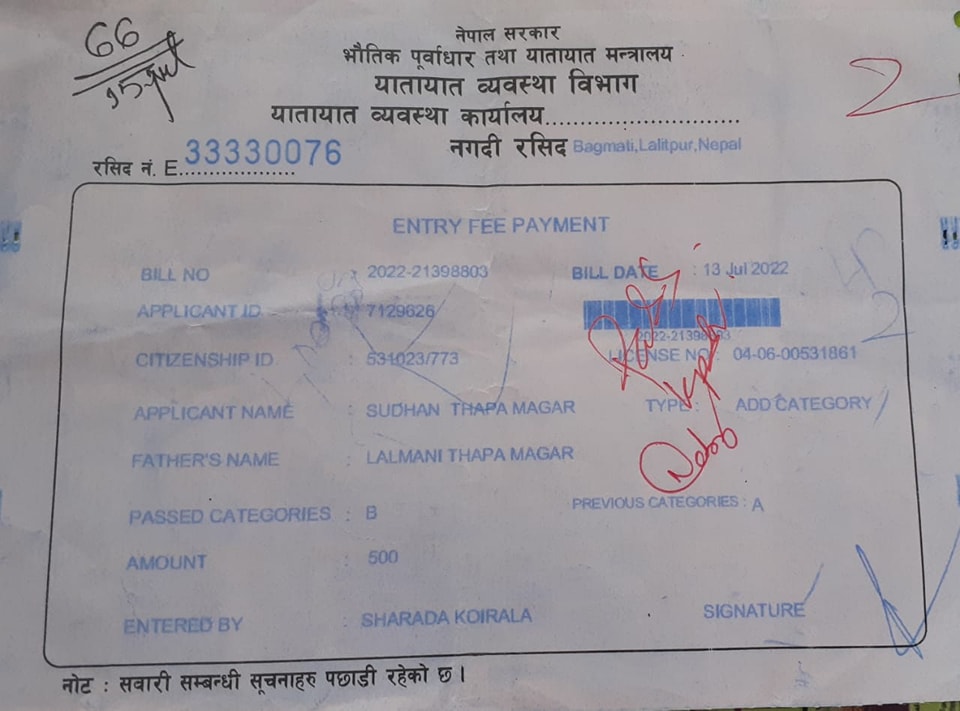 66
नेपाल सरकार
भौतिक पूर्वाधार तथा यातायात मन्त्रालय
2
यातायात व्यवस्था विभाग
यातायात व्यवस्था कार्यालय...........................
रसिद नं. E.................... 33330076 नगदी रसिद Bagmati,Lalitpur,Nepal
ENTRY FEE PAYMENT
BILL NO : 2022-21398803 BILL DATE : 13 Jul 2022
APPLICANT ID : 7129626
2022-21398803
CITIZENSHIP ID : 531023/773 LICENSE NO : 04-06-00531861
APPLICANT NAME : SUDHAN THAPA MAGAR TYPE : ADD CATEGORY
FATHER'S NAME : LALMANI THAPA MAGAR
PASSED CATEGORIES : B PREVIOUS CATEGORIES : A
AMOUNT : 500
ENTERED BY : SHARADA KOIRALA SIGNATURE
नोट : सवारी सम्बन्धी सूचनाहरु पछाडी रहेको छ ।